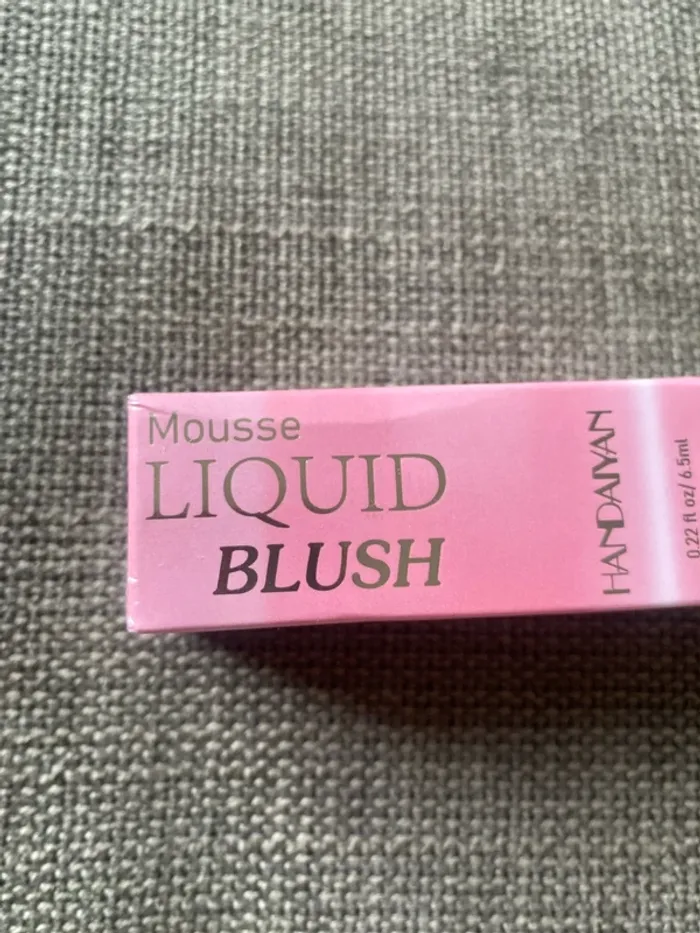 Mousse
LIQUID
BLUSH
HANDAIYAN
0.22 fl oz/ 6.5ml